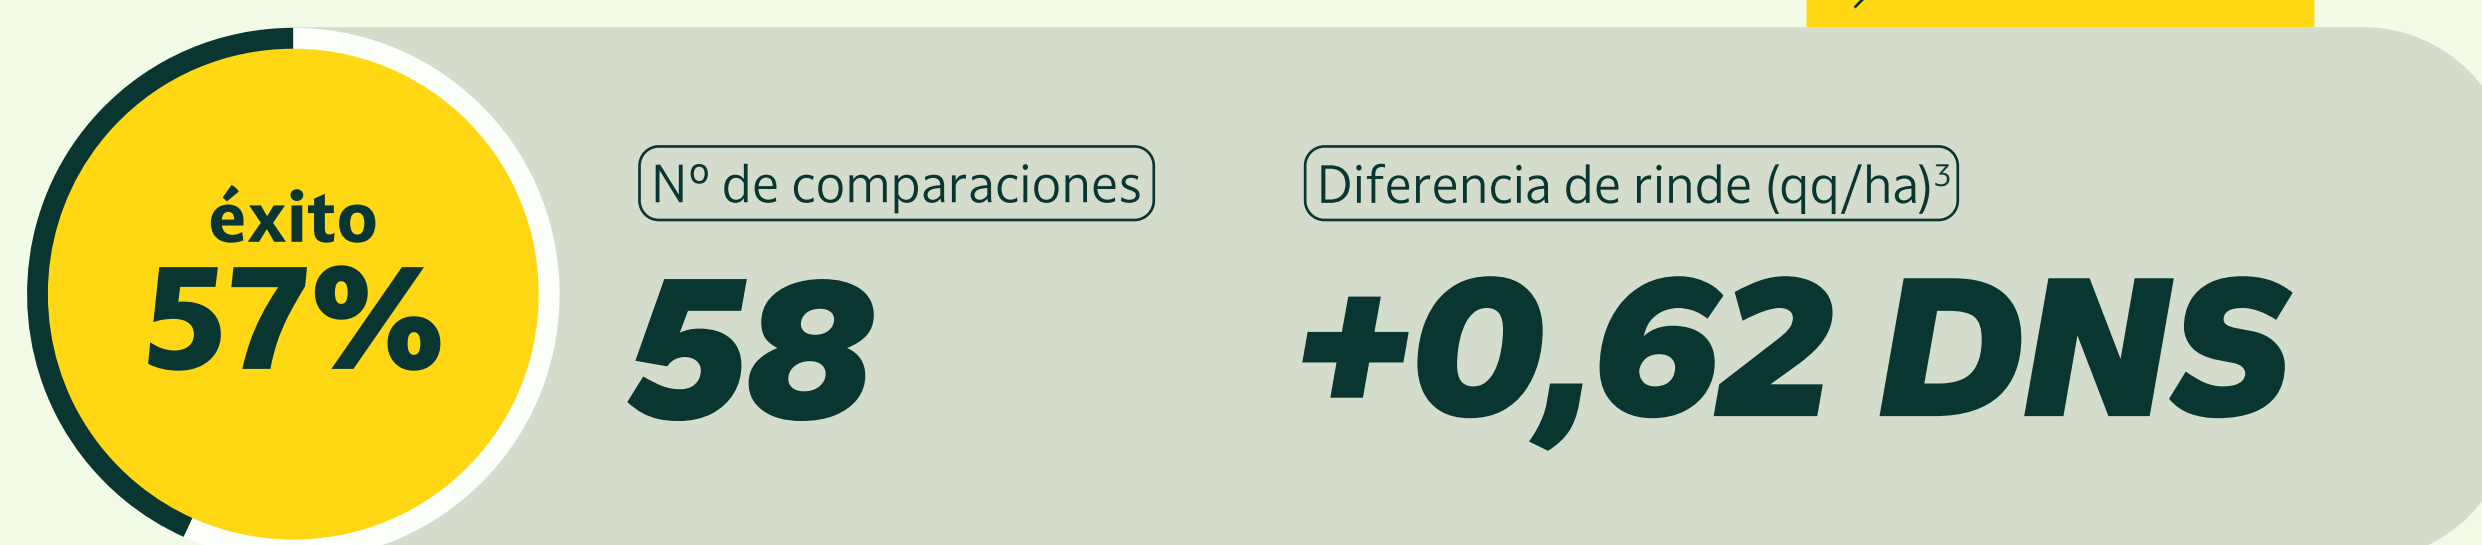 éxito
57%
Nº de comparaciones
58
Diferencia de rinde (qq/ha)³
+0,62 DNS